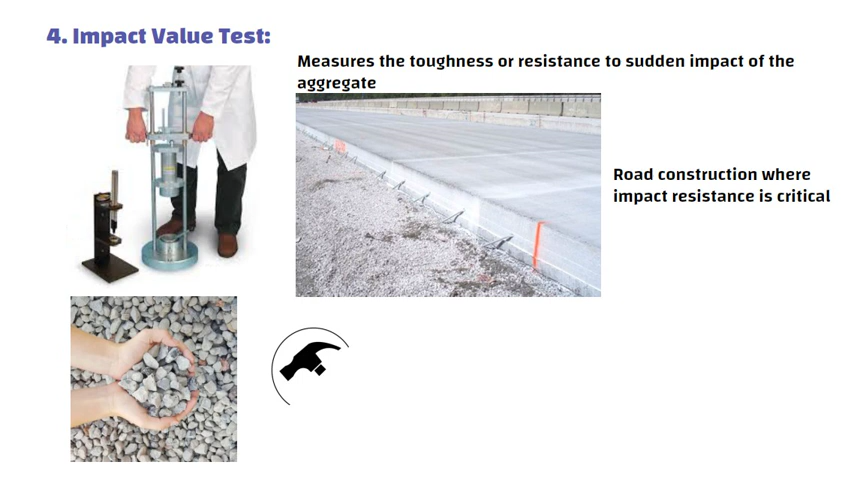 4. Impact Value Test:
Measures the toughness or resistance to sudden impact of the
aggregate
Road construction where
impact resistance is critical